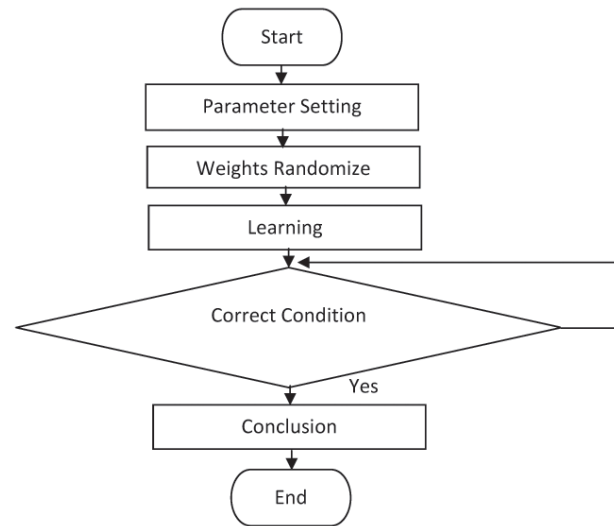 Start
Parameter Setting
Weights Randomize
Learning
Correct Condition
Yes
Conclusion
End